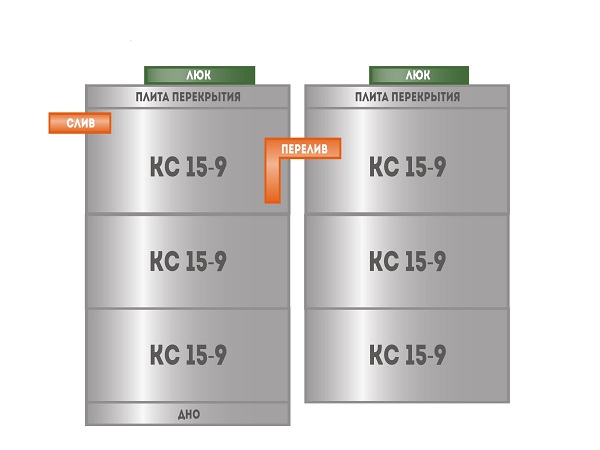 ЛЮК
ПЛИТА ПЕРЕКРЫТИЯ
СЛИВ
КС 15-9
КС 15-9
КС 15-9
ДНО
ПЕРЕЛИВ
ЛЮК
ПЛИТА ПЕРЕКРЫТИЯ
КС 15-9
КС 15-9
КС 15-9